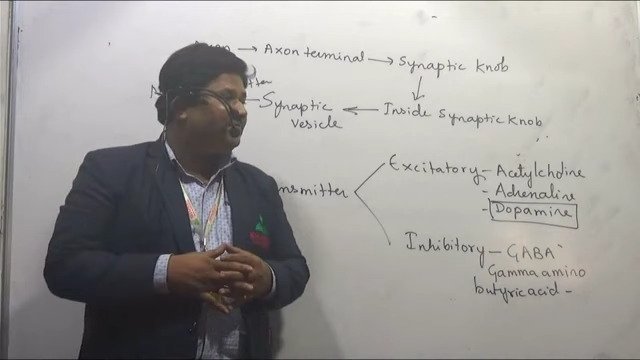 → Axon terminal → Synaptic knob
↓
Synaptic vesicle ← Inside synaptic knob
nsmitter
Excitatory - Acetylcholine
- Adrenaline
- Dopamine
Inhibitory - GABA
Gamma amino
butyric acid -